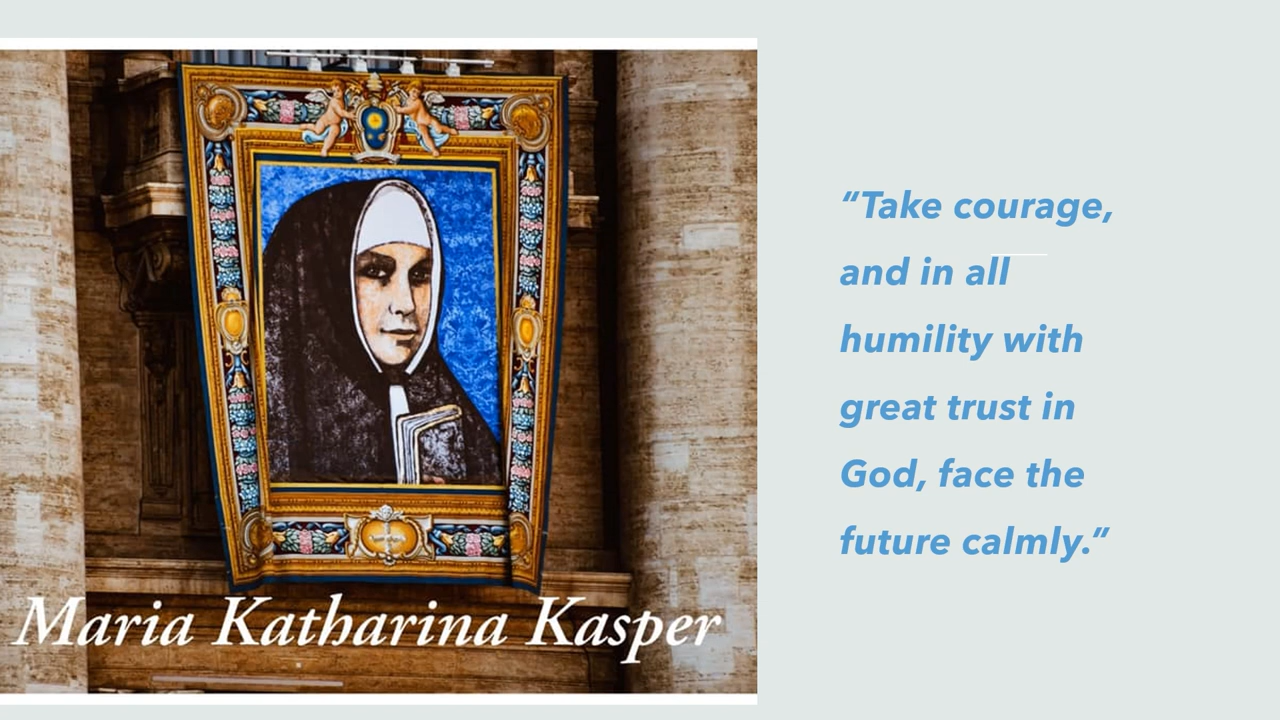 Maria Katharina Kasper
“Take courage,
and in all
humility with
great trust in
God, face the
future calmly.”